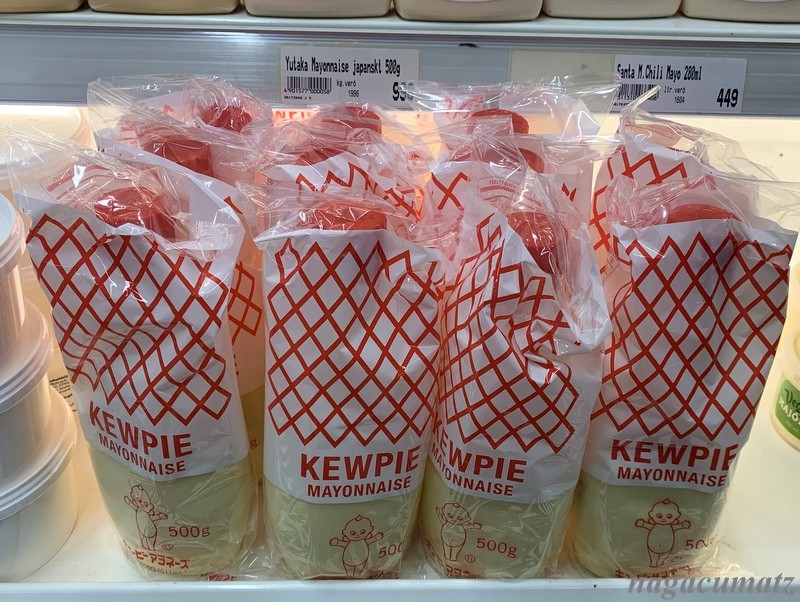 Yutaka Mayonnaise japanskt 500g
kg.verð
1996
Santa M.Chili Mayo 280ml
ltr.verð
1604
449
KEWPIE
MAYONNAISE
500g
KEWPIE
MAYONNAISE
KEWPIE
MAYONNAISE
500g
KEWPIE
MAYONNAISE
500g
nagacumatz